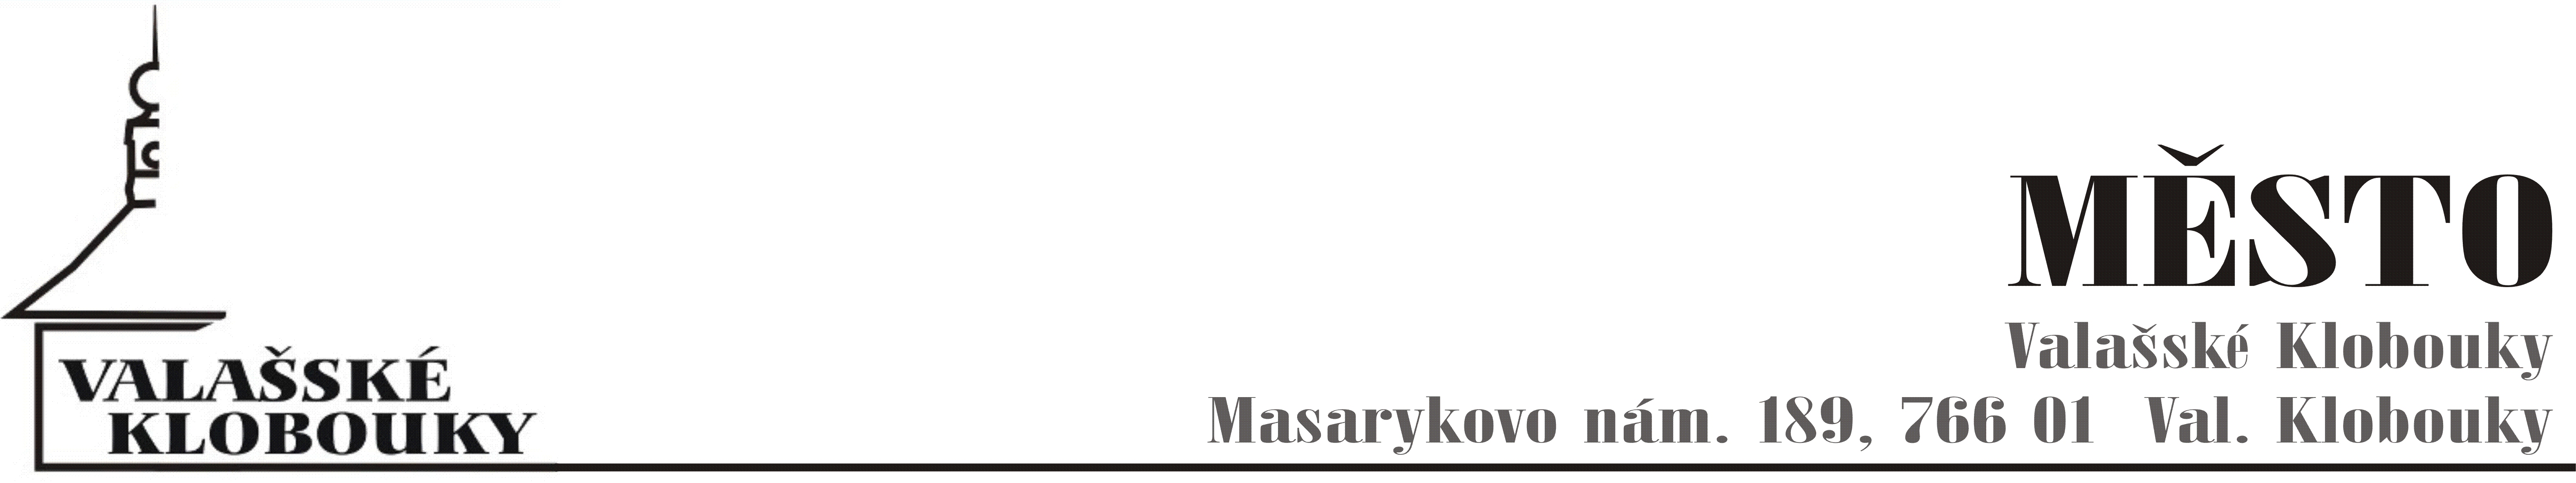 VALAŠSKÉ
KLOBOUKY
MĚSTO
Valašské Klobouky
Masarykovo nám. 189, 766 01 Val. Klobouky